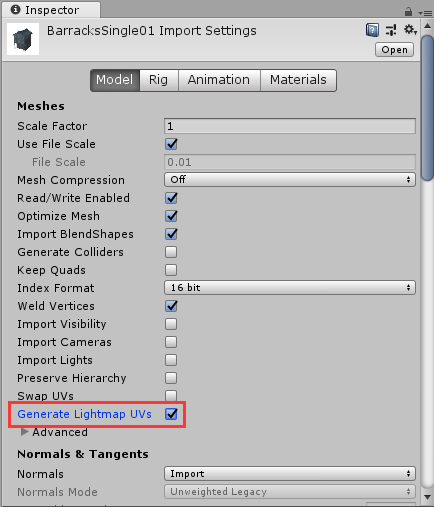 Inspector
BarracksSingle01 Import Settings
Open
Model Rig Animation Materials
Meshes
Scale Factor 1
Use File Scale
File Scale 0.01
Mesh Compression Off
Read/Write Enabled
Optimize Mesh
Import BlendShapes
Generate Colliders
Keep Quads
Index Format 16 bit
Weld Vertices
Import Visibility
Import Cameras
Import Lights
Preserve Hierarchy
Swap UVs
Generate Lightmap UVs
Advanced
Normals & Tangents
Normals Import
Normals Mode Unweighted Legacy